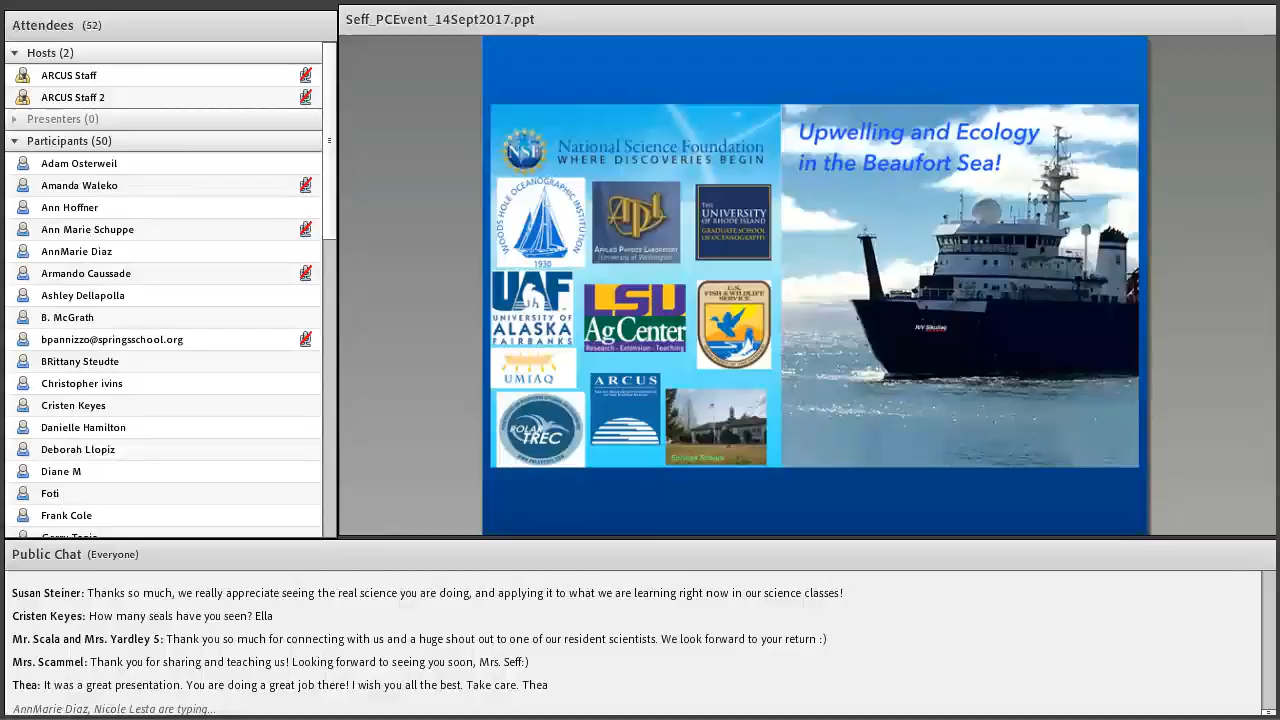 Attendees (52)
Hosts (2)
ARCUS Staff
ARCUS Staff 2
Presenters (0)
Participants (50)
Adam Osterweil
Amanda Waleko
Ann Hoffner
Ann Marie Schuppe
AnnMarie Diaz
Armando Caussade
Ashley Dellapolla
B. McGrath
bpannizzo@springsschool.org
BRittany Steudte
Christopher ivins
Cristen Keyes
Danielle Hamilton
Deborah Llopiz
Diane M
Foti
Frank Cole
Seff_PCEvent_14Sept2017.ppt
NSF
National Science Foundation
WHERE DISCOVERIES BEGIN
WOODS HOLE OCEANOGRAPHIC INSTITUTION
1930
APPLIED PHYSICS LABORATORY
University of Washington
THE
UNIVERSITY
OF RHODE ISLAND
GRADUATE SCHOOL
OF OCEANOGRAPHY
UAF
UNIVERSITY OF
ALASKA
FAIRBANKS
LSU
AgCenter
Research - Extension - Teaching
U.S.
FISH & WILDLIFE
SERVICE
UMIAQ
ARCUS
POLAR
TREC
Springs School
Upwelling and Ecology
in the Beaufort Sea!
R/V Sikuliaq
Public Chat (Everyone)
Susan Steiner: Thanks so much, we really appreciate seeing the real science you are doing, and applying it to what we are learning right now in our science classes!
Cristen Keyes: How many seals have you seen? Ella
Mr. Scala and Mrs. Yardley 5: Thank you so much for connecting with us and a huge shout out to one of our resident scientists. We look forward to your return :)
Mrs. Scammel: Thank you for sharing and teaching us! Looking forward to seeing you soon, Mrs. Seff:)
Thea: It was a great presentation. You are doing a great job there! I wish you all the best. Take care. Thea
AnnMarie Diaz, Nicole Lesta are typing...